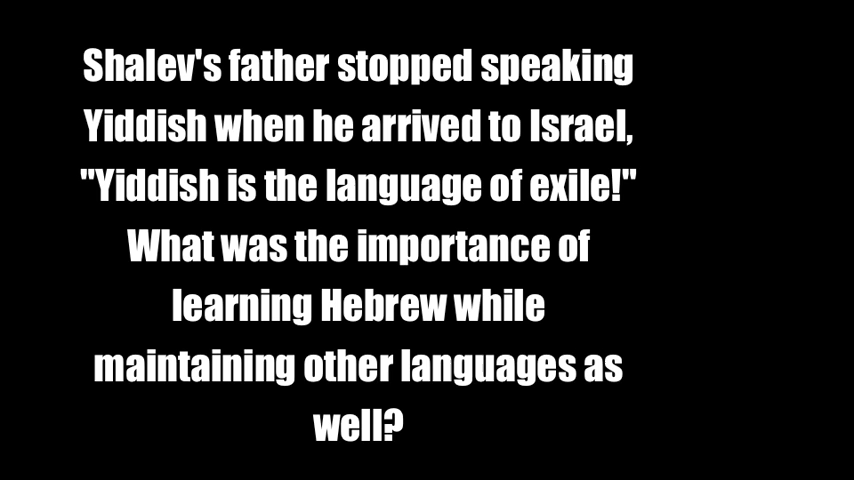 Shalev's father stopped speaking
Yiddish when he arrived to Israel,
"Yiddish is the language of exile!"
What was the importance of
learning Hebrew while
maintaining other languages as
well?